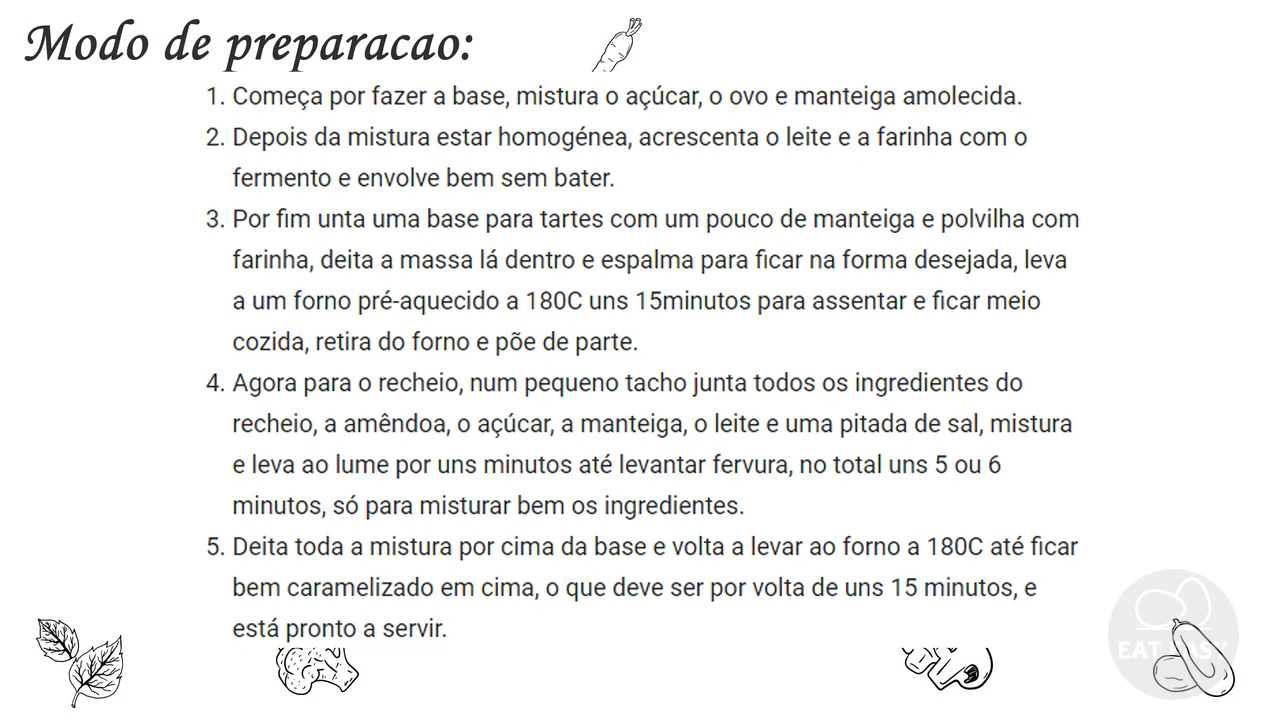 Modo de preparacao:
1. Começa por fazer a base, mistura o açúcar, o ovo e manteiga amolecida.
2. Depois da mistura estar homogénea, acrescenta o leite e a farinha com o
fermento e envolve bem sem bater.
3. Por fim unta uma base para tartes com um pouco de manteiga e polvilha com
farinha, deita a massa lá dentro e espalma para ficar na forma desejada, leva
a um forno pré-aquecido a 180C uns 15minutos para assentar e ficar meio
cozida, retira do forno e põe de parte.
4. Agora para o recheio, num pequeno tacho junta todos os ingredientes do
recheio, a amêndoa, o açúcar, a manteiga, o leite e uma pitada de sal, mistura
e leva ao lume por uns minutos até levantar fervura, no total uns 5 ou 6
minutos, só para misturar bem os ingredientes.
5. Deita toda a mistura por cima da base e volta a levar ao forno a 180C até ficar
bem caramelizado em cima, o que deve ser por volta de uns 15 minutos, e
está pronto a servir.
EAT EASY